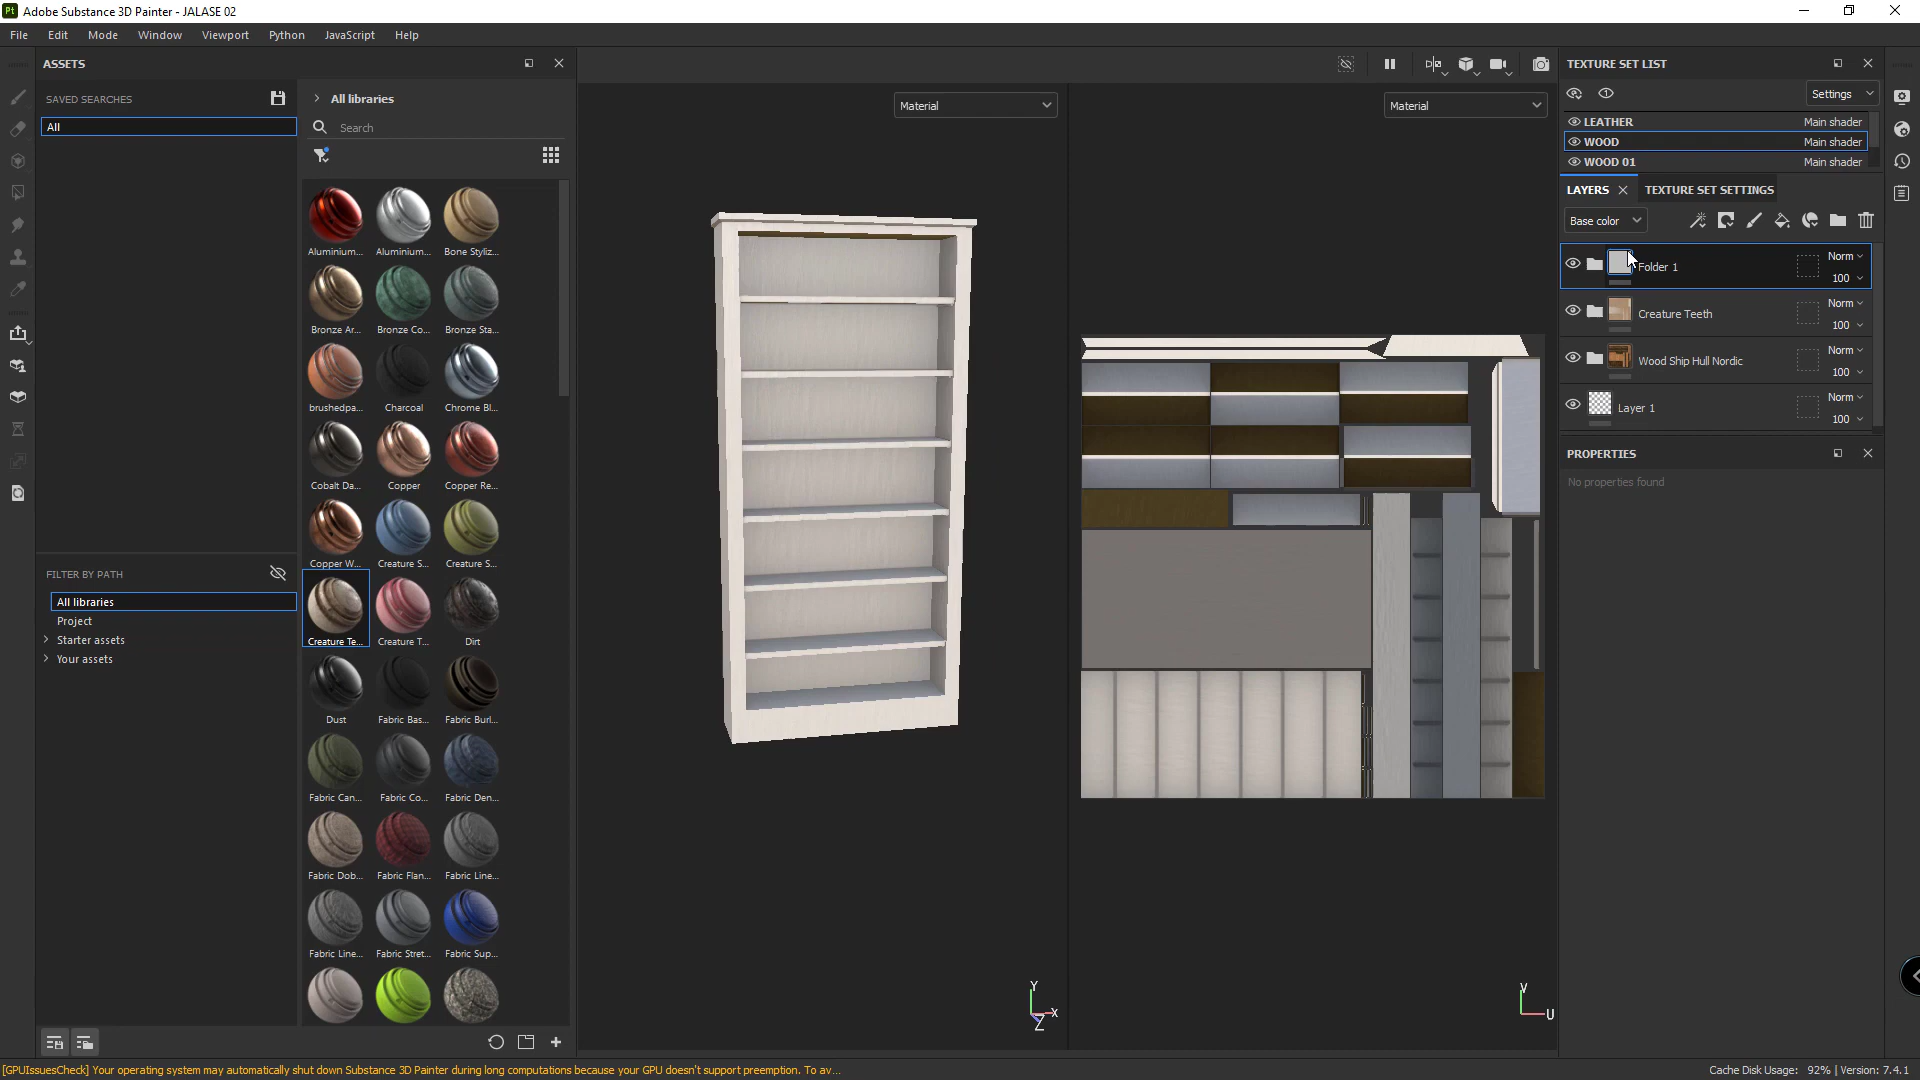 Pt Adobe Substance 3D Painter - JALASE 02
File Edit Mode Window Viewport Python JavaScript Help
ASSETS
SAVED SEARCHES
All
All libraries
Search
Aluminium... Aluminium... Bone Styliz...
Bronze Ar... Bronze Co... Bronze Sta...
brushedpa... Charcoal Chrome Bl...
Cobalt Da... Copper Copper Re...
Copper W... Creature S... Creature S...
Creature Te... Creature T... Dirt
Dust Fabric Bas... Fabric Burl...
Fabric Can... Fabric Co... Fabric Den...
Fabric Dob... Fabric Flan... Fabric Line...
Fabric Line... Fabric Stret... Fabric Sup...
FILTER BY PATH
All libraries
Project
Starter assets
Your assets
Material
Y
X
Z
Material
V
U
TEXTURE SET LIST
Settings
LEATHER Main shader
WOOD Main shader
WOOD 01 Main shader
LAYERS TEXTURE SET SETTINGS
Base color
Folder 1 Norm
100
Creature Teeth Norm
100
Wood Ship Hull Nordic Norm
100
Layer 1 Norm
100
PROPERTIES
No properties found
[GPUIssuesCheck] Your operating system may automatically shut down Substance 3D Painter during long computations because your GPU doesn't support preemption. To av...
Cache Disk Usage: 92% | Version: 7.4.1